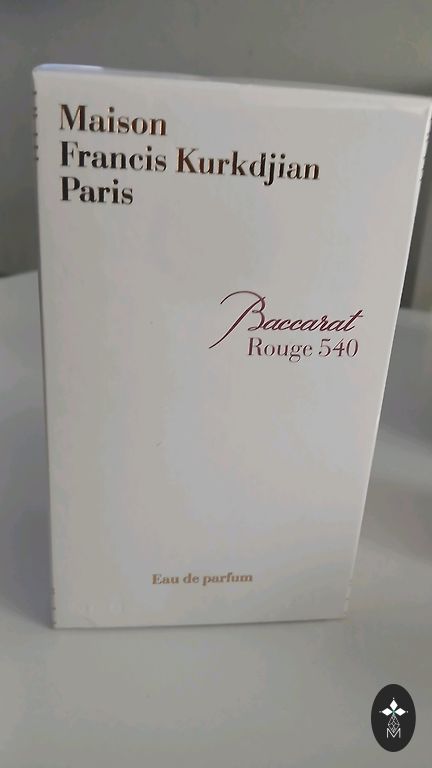 Maison
Francis Kurkdjian
Paris
Baccarat
Rouge 540
Eau de parfum
M